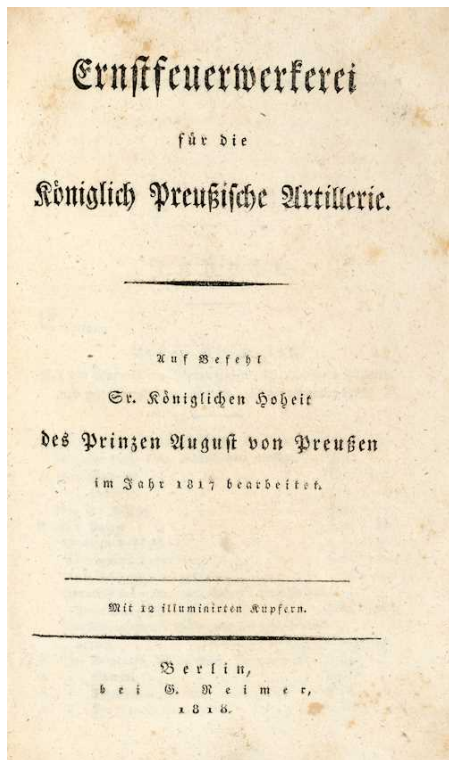 Ernstfeuerwerkerei
für die
Königlich Preußische Artillerie.
Auf Befehl
Sr. Königlichen Hoheit
des Prinzen August von Preußen
im Jahr 1817 bearbeitet.
Mit 12 illuminirten Kupfern.
Berlin,
bei G. Reimer,
1818.